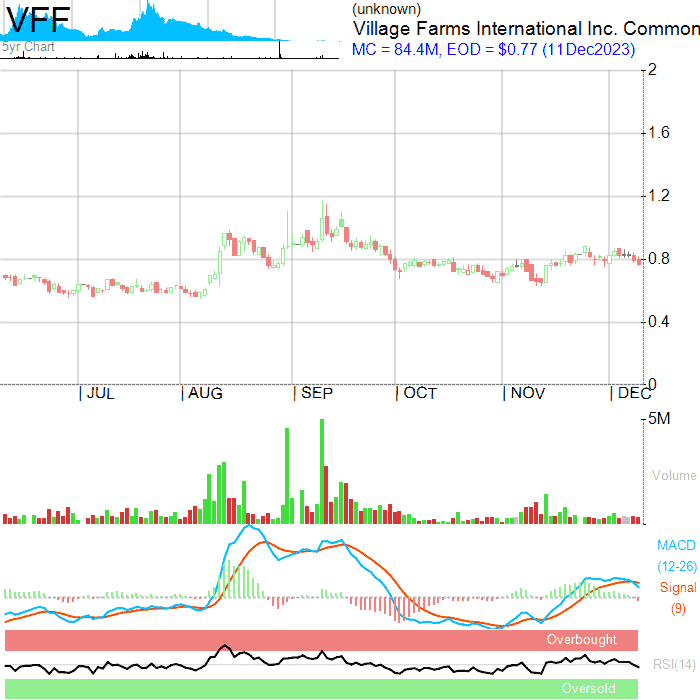 VFF
5yr Chart
(unknown)
Village Farms International Inc. Common
MC = 84.4M, EOD = $0.77 (11Dec2023)
2
1.6
1.2
0.8
0.4
0
JUL
AUG
SEP
OCT
NOV
DEC
5M
Volume
MACD
(12-26)
Signal
(9)
Overbought
RSI(14)
Oversold